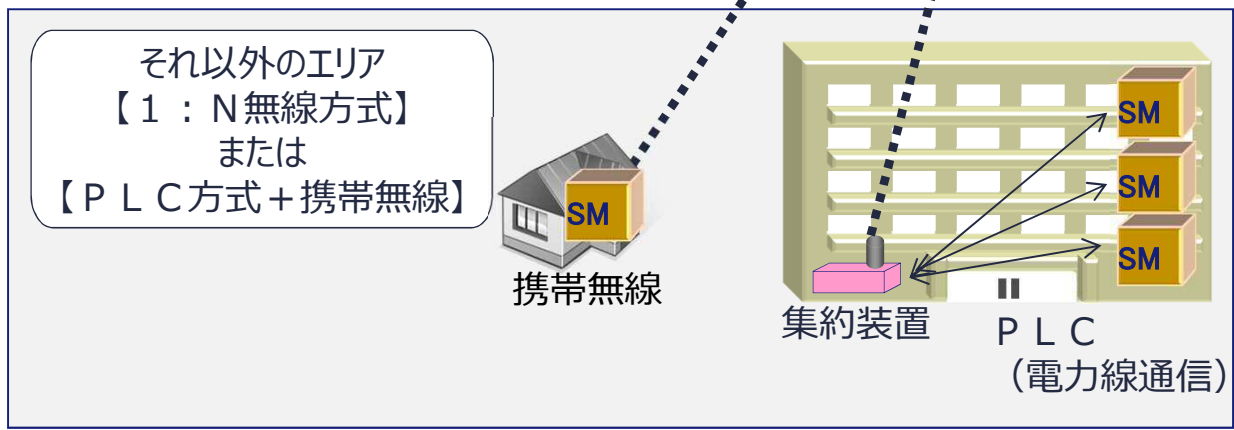 それ以外のエリア
【１：Ｎ無線方式】
または
【ＰＬＣ方式＋携帯無線】
SM
携帯無線
SM
SM
SM
集約装置
ＰＬＣ
（電力線通信）